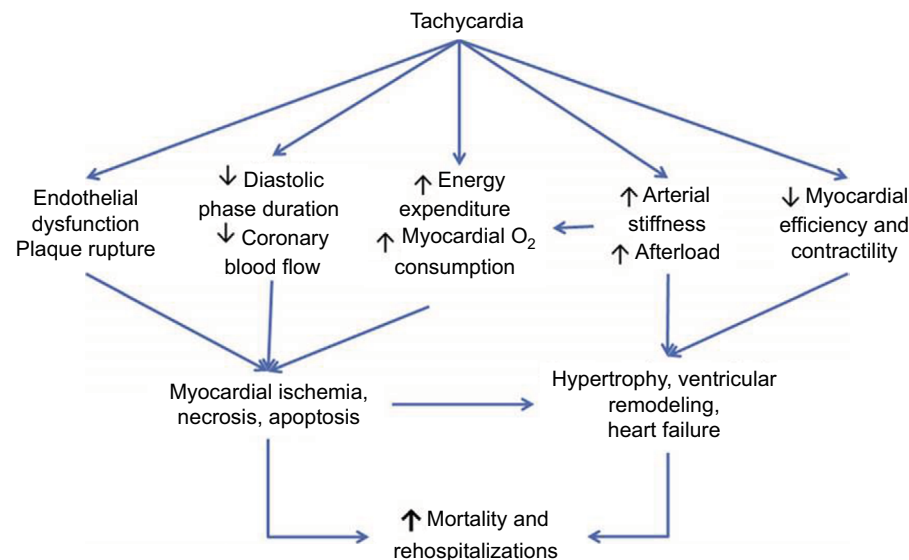 Tachycardia
Endothelial
dysfunction
Plaque rupture
↓ Diastolic
phase duration
↓ Coronary
blood flow
↑ Energy
expenditure
↑ Myocardial O₂
consumption
↑ Arterial
stiffness
↑ Afterload
↓ Myocardial
efficiency and
contractility
Myocardial ischemia,
necrosis, apoptosis
Hypertrophy, ventricular
remodeling,
heart failure
↑ Mortality and
rehospitalizations